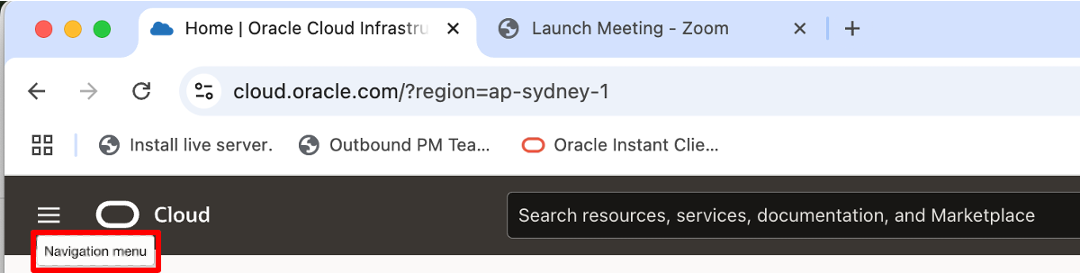 Home | Oracle Cloud Infrastru
Launch Meeting - Zoom
cloud.oracle.com/?region=ap-sydney-1
Install live server.
Outbound PM Tea...
Oracle Instant Clie...
Cloud
Search resources, services, documentation, and Marketplace
Navigation menu